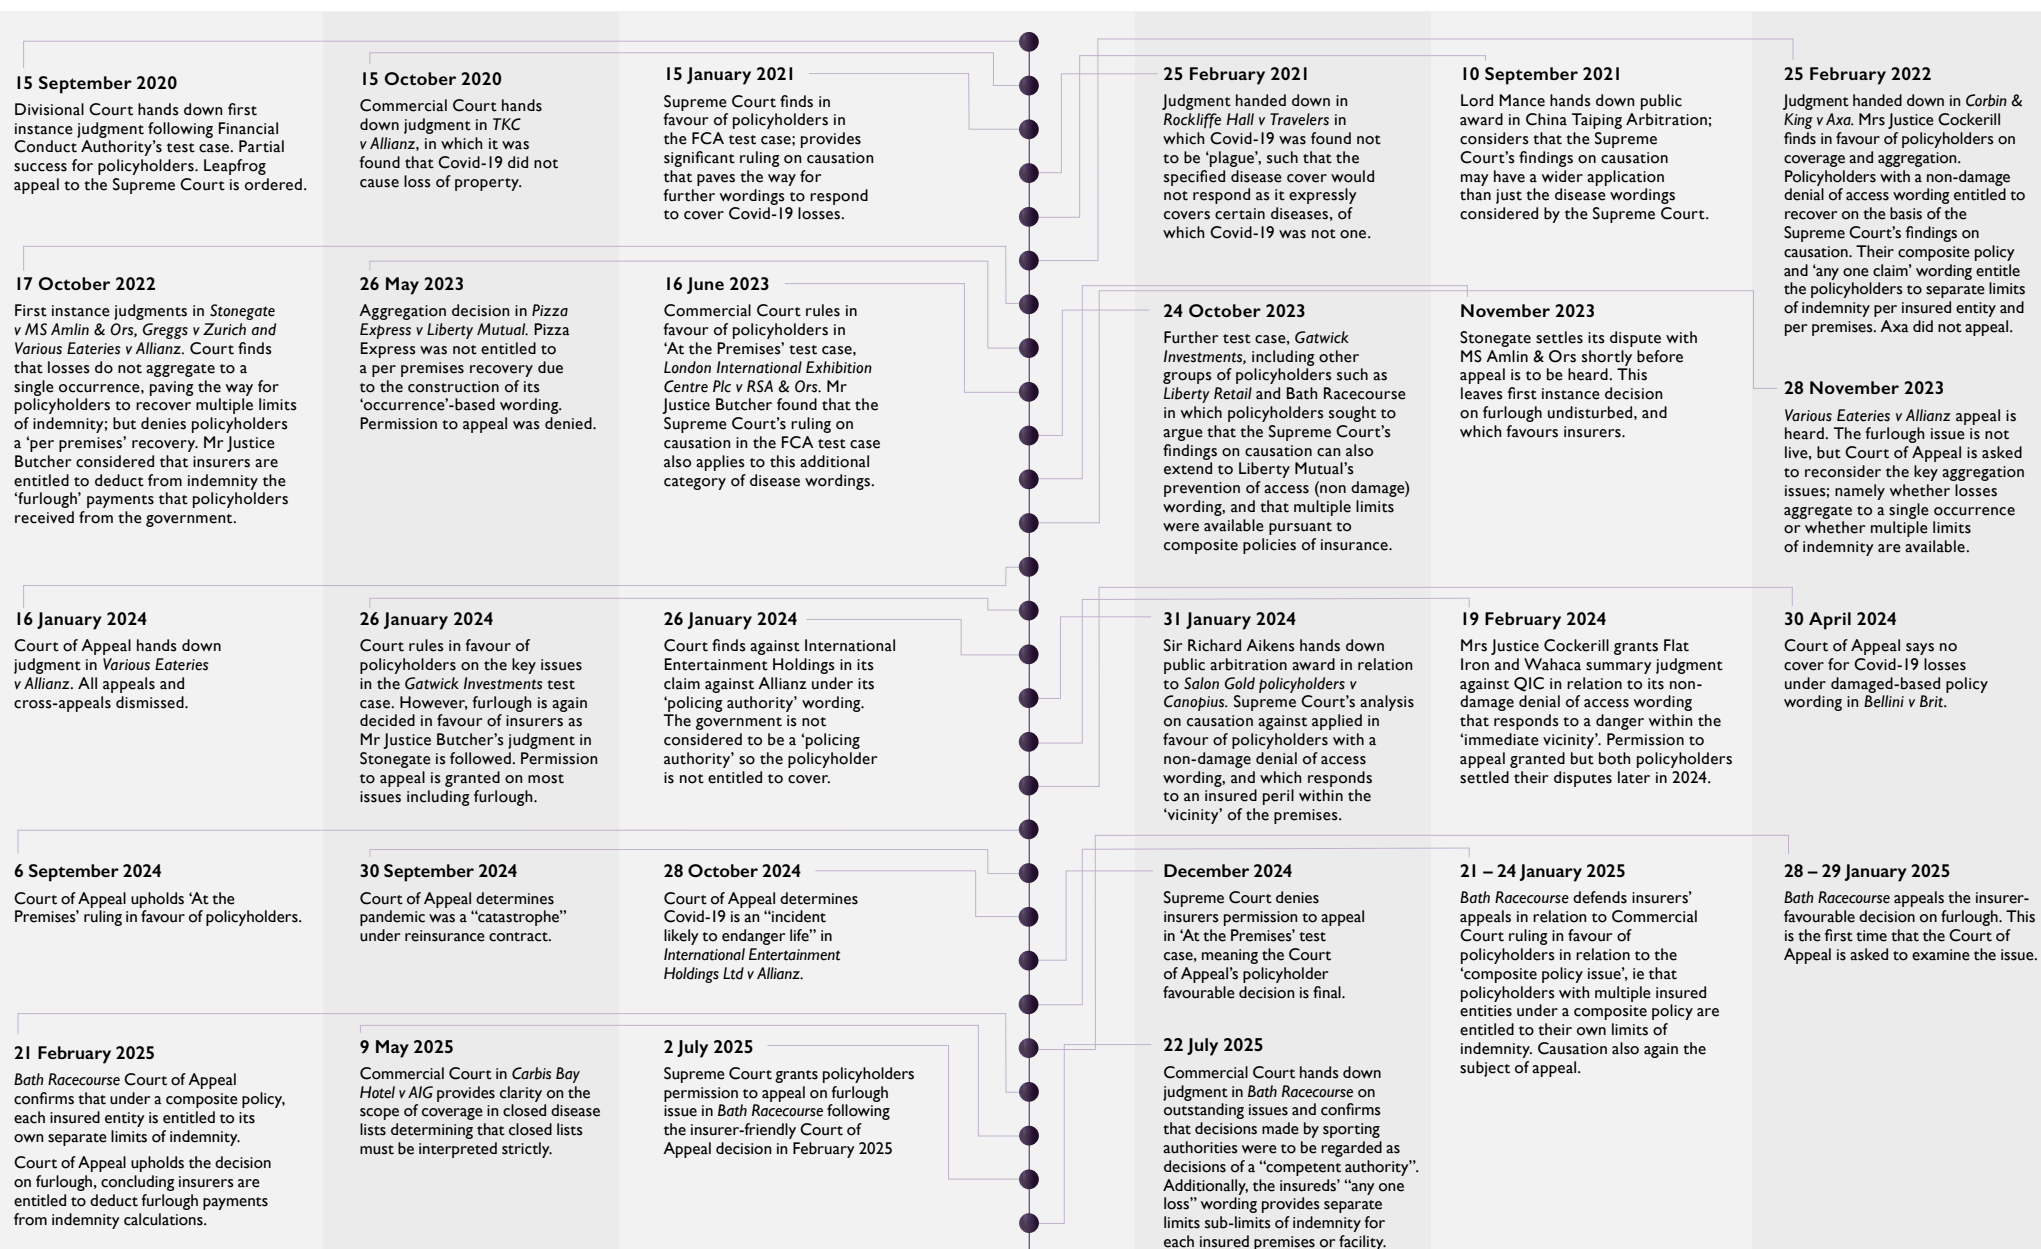 15 September 2020
Divisional Court hands down first
instance judgment following Financial
Conduct Authority’s test case. Partial
success for policyholders. Leapfrog
appeal to the Supreme Court is ordered.
15 October 2020
Commercial Court hands
down judgment in TKC
v Allianz, in which it was
found that Covid-19 did not
cause loss of property.
15 January 2021
Supreme Court finds in
favour of policyholders in
the FCA test case; provides
significant ruling on causation
that paves the way for
further wordings to respond
to cover Covid-19 losses.
25 February 2021
Judgment handed down in
Rockliffe Hall v Travelers in
which Covid-19 was found not
to be ‘plague’, such that the
specified disease cover would
not respond as it expressly
covers certain diseases, of
which Covid-19 was not one.
10 September 2021
Lord Mance hands down public
award in China Taiping Arbitration;
considers that the Supreme
Court’s findings on causation
may have a wider application
than just the disease wordings
considered by the Supreme Court.
25 February 2022
Judgment handed down in Corbin &
King v Axa. Mrs Justice Cockerill
finds in favour of policyholders on
coverage and aggregation.
Policyholders with a non-damage
denial of access wording entitled to
recover on the basis of the
Supreme Court’s findings on
causation. Their composite policy
and ‘any one claim’ wording entitle
the policyholders to separate limits
of indemnity per insured entity and
per premises. Axa did not appeal.
17 October 2022
First instance judgments in Stonegate
v MS Amlin & Ors, Greggs v Zurich and
Various Eateries v Allianz. Court finds
that losses do not aggregate to a
single occurrence, paving the way for
policyholders to recover multiple limits
of indemnity; but denies policyholders
a ‘per premises’ recovery. Mr Justice
Butcher considered that insurers are
entitled to deduct from indemnity the
‘furlough’ payments that policyholders
received from the government.
26 May 2023
Aggregation decision in Pizza
Express v Liberty Mutual. Pizza
Express was not entitled to
a per premises recovery due
to the construction of its
‘occurrence’-based wording.
Permission to appeal was denied.
16 June 2023
Commercial Court rules in
favour of policyholders in
‘At the Premises’ test case,
London International Exhibition
Centre Plc v RSA & Ors. Mr
Justice Butcher found that the
Supreme Court’s ruling on
causation in the FCA test case
also applies to this additional
category of disease wordings.
24 October 2023
Further test case, Gatwick
Investments, including other
groups of policyholders such as
Liberty Retail and Bath Racecourse
in which policyholders sought to
argue that the Supreme Court’s
findings on causation can also
extend to Liberty Mutual’s
prevention of access (non damage)
wording, and that multiple limits
were available pursuant to
composite policies of insurance.
November 2023
Stonegate settles its dispute with
MS Amlin & Ors shortly before
appeal is to be heard. This
leaves first instance decision
on furlough undisturbed, and
which favours insurers.
28 November 2023
Various Eateries v Allianz appeal is
heard. The furlough issue is not
live, but Court of Appeal is asked
to reconsider the key aggregation
issues; namely whether losses
aggregate to a single occurrence
or whether multiple limits
of indemnity are available.
16 January 2024
Court of Appeal hands down
judgment in Various Eateries
v Allianz. All appeals and
cross-appeals dismissed.
26 January 2024
Court rules in favour of
policyholders on the key issues
in the Gatwick Investments test
case. However, furlough is again
decided in favour of insurers as
Mr Justice Butcher’s judgment in
Stonegate is followed. Permission
to appeal is granted on most
issues including furlough.
26 January 2024
Court finds against International
Entertainment Holdings in its
claim against Allianz under its
‘policing authority’ wording.
The government is not
considered to be a ‘policing
authority’ so the policyholder
is not entitled to cover.
31 January 2024
Sir Richard Aikens hands down
public arbitration award in relation
to Salon Gold policyholders v
Canopius. Supreme Court’s analysis
on causation against applied in
favour of policyholders with a
non-damage denial of access
wording, and which responds
to an insured peril within the
‘vicinity’ of the premises.
19 February 2024
Mrs Justice Cockerill grants Flat
Iron and Wahaca summary judgment
against QIC in relation to its non-
damage denial of access wording
that responds to a danger within the
‘immediate vicinity’. Permission to
appeal granted but both policyholders
settled their disputes later in 2024.
30 April 2024
Court of Appeal says no
cover for Covid-19 losses
under damaged-based policy
wording in Bellini v Brit.
6 September 2024
Court of Appeal upholds ‘At the
Premises’ ruling in favour of policyholders.
30 September 2024
Court of Appeal determines
pandemic was a “catastrophe”
under reinsurance contract.
28 October 2024
Court of Appeal determines
Covid-19 is an “incident
likely to endanger life” in
International Entertainment
Holdings Ltd v Allianz.
December 2024
Supreme Court denies
insurers permission to appeal
in ‘At the Premises’ test
case, meaning the Court
of Appeal’s policyholder
favourable decision is final.
21 – 24 January 2025
Bath Racecourse defends insurers’
appeals in relation to Commercial
Court ruling in favour of
policyholders in relation to the
‘composite policy issue’, ie that
policyholders with multiple insured
entities under a composite policy are
entitled to their own limits of
indemnity. Causation also again the
subject of appeal.
28 – 29 January 2025
Bath Racecourse appeals the insurer-
favourable decision on furlough. This
is the first time that the Court of
Appeal is asked to examine the issue.
21 February 2025
Bath Racecourse Court of Appeal
confirms that under a composite policy,
each insured entity is entitled to its
own separate limits of indemnity.
Court of Appeal upholds the decision
on furlough, concluding insurers are
entitled to deduct furlough payments
from indemnity calculations.
9 May 2025
Commercial Court in Carbis Bay
Hotel v AIG provides clarity on the
scope of coverage in closed disease
lists determining that closed lists
must be interpreted strictly.
2 July 2025
Supreme Court grants policyholders
permission to appeal on furlough
issue in Bath Racecourse following
the insurer-friendly Court of
Appeal decision in February 2025
22 July 2025
Commercial Court hands down
judgment in Bath Racecourse on
outstanding issues and confirms
that decisions made by sporting
authorities were to be regarded as
decisions of a “competent authority”.
Additionally, the insureds’ “any one
loss” wording provides separate
limits sub-limits of indemnity for
each insured premises or facility.